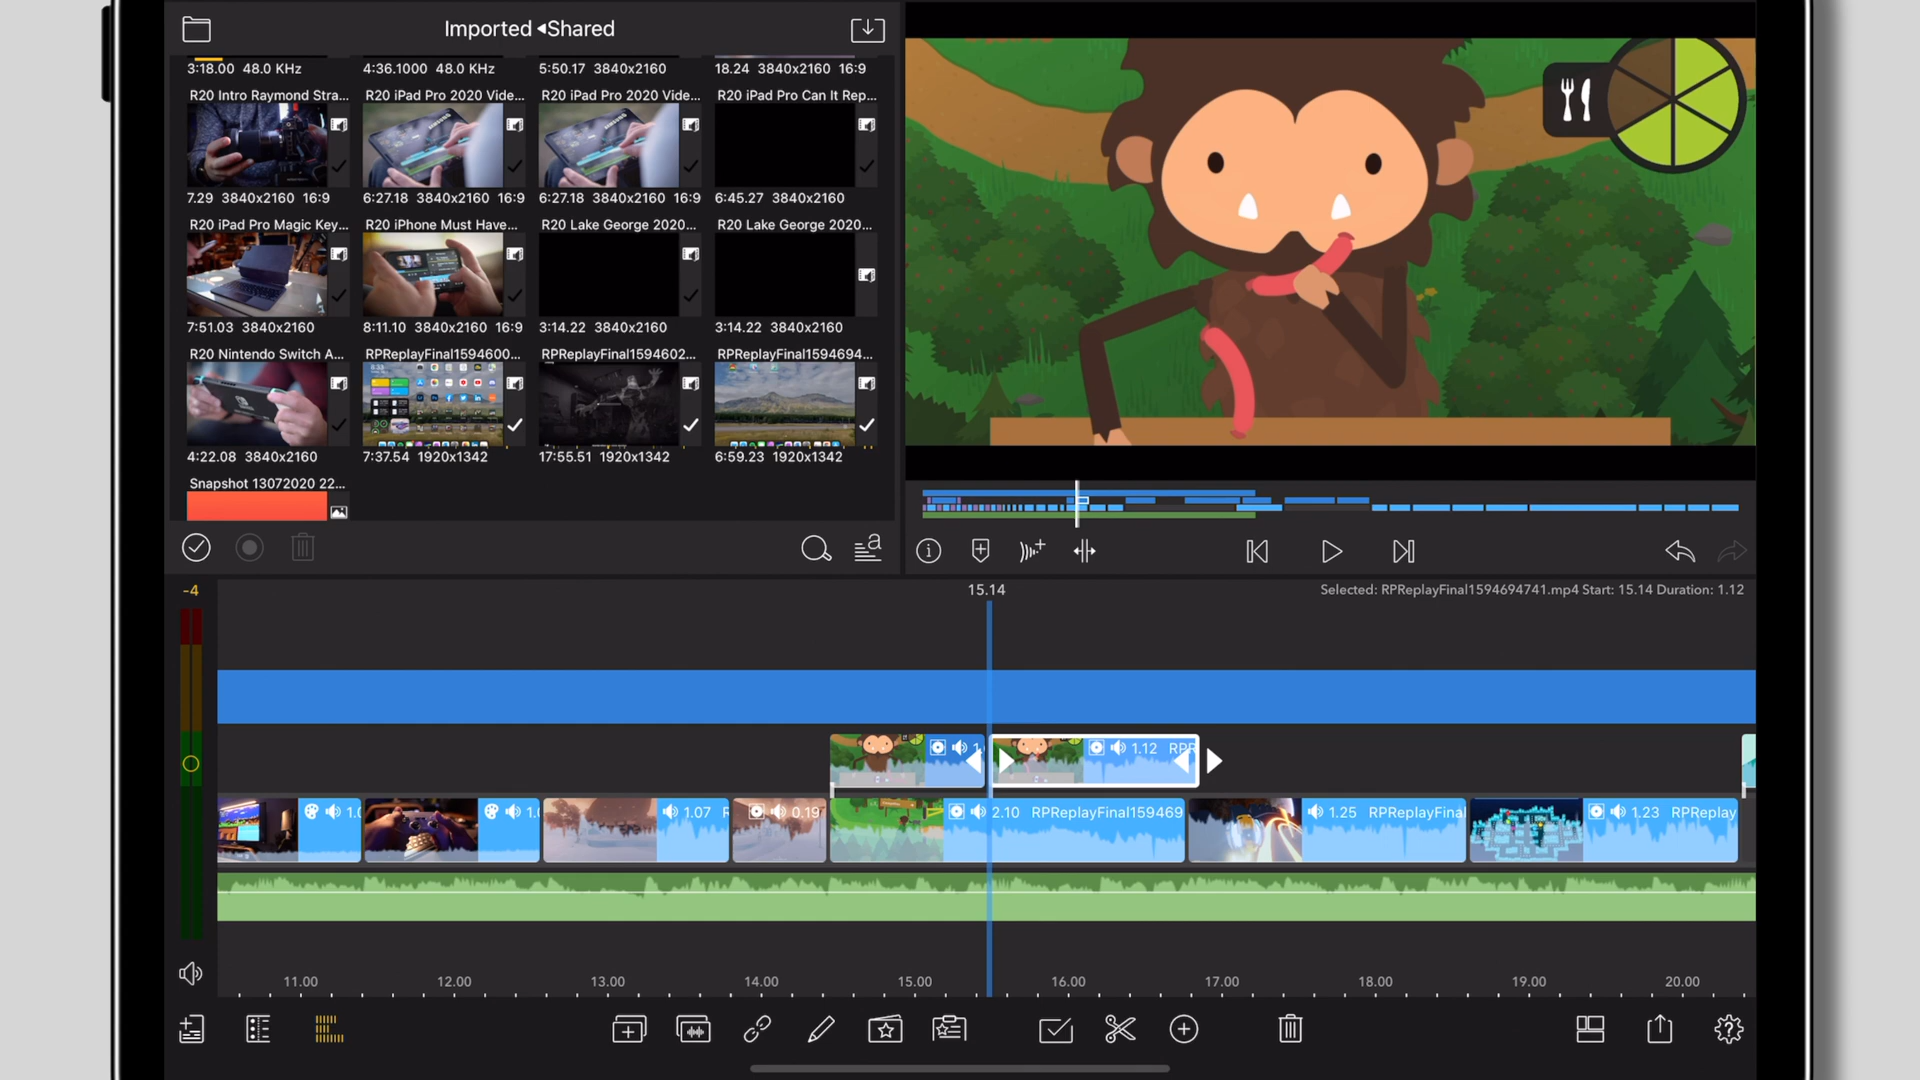 Imported ◂Shared
3:18.00 48.0 KHz
4:36.1000 48.0 KHz
5:50.17 3840x2160
18.24 3840x2160 16:9
R20 Intro Raymond Stra...
R20 iPad Pro 2020 Vide...
R20 iPad Pro 2020 Vide...
R20 iPad Pro Can It Rep...
7.29 3840x2160 16:9
6:27.18 3840x2160 16:9
6:27.18 3840x2160 16:9
6:45.27 3840x2160
R20 iPad Pro Magic Key...
R20 iPhone Must Have...
R20 Lake George 2020...
R20 Lake George 2020...
7:51.03 3840x2160
8:11.10 3840x2160 16:9
3:14.22 3840x2160
3:14.22 3840x2160
R20 Nintendo Switch A...
RPReplayFinal1594600...
RPReplayFinal1594602...
RPReplayFinal1594694...
4:22.08 3840x2160
7:37.54 1920x1342
17:55.51 1920x1342
6:59.23 1920x1342
Snapshot 13072020 22...
-4
15.14
Selected: RPReplayFinal1594694741.mp4 Start: 15.14 Duration: 1.12
1.12 RPR
1.07
0.19
2.10 RPReplayFinal159469
1.25 RPReplayFinal
1.23 RPReplay
11.00 12.00 13.00 14.00 15.00 16.00 17.00 18.00 19.00 20.00